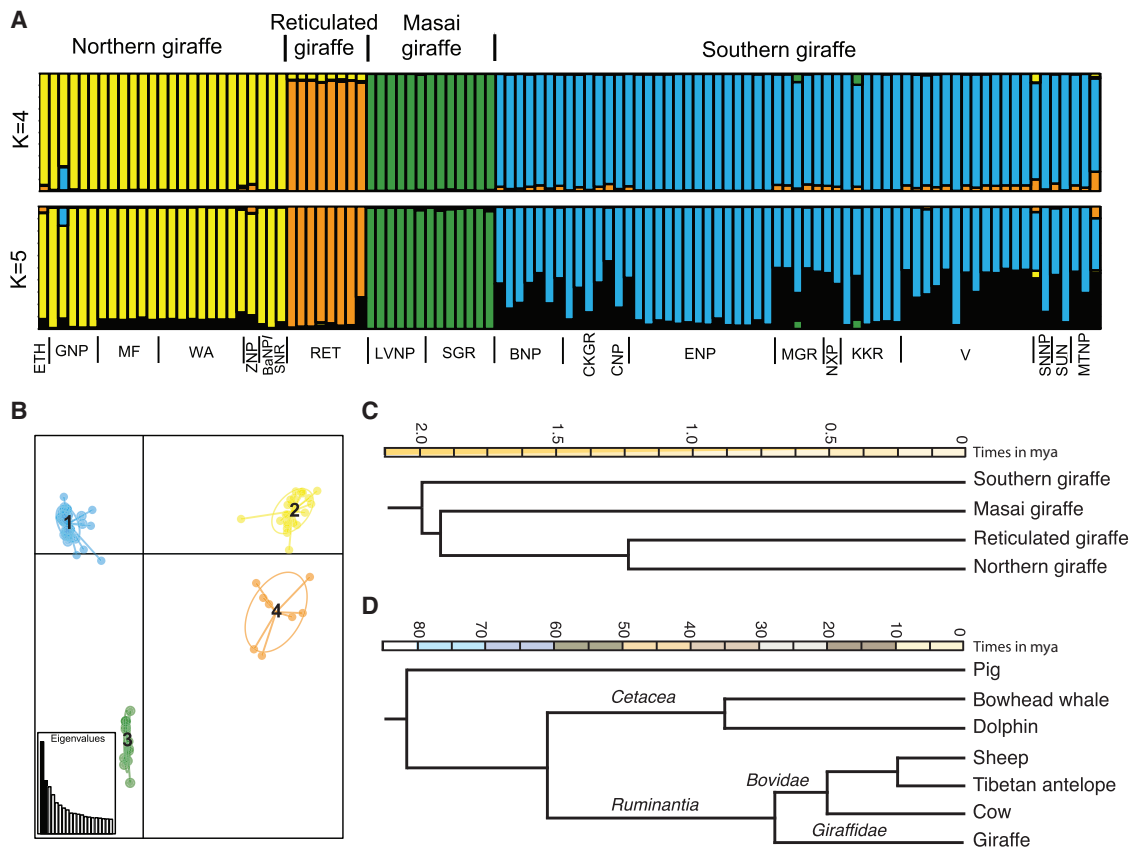 A
Northern giraffe
Reticulated giraffe
Masai giraffe
Southern giraffe
K=4
K=5
ETH
GNP
MF
WA
ZNP
BaNP/
SNR
RET
LVNP
SGR
BNP
CKGR
CNP
ENP
MGR
NXP
KKR
V
SNNP
SUN
MTNP
B
1
2
3
4
Eigenvalues
C
2.0 1.5 1.0 0.5 0 Times in mya
Southern giraffe
Masai giraffe
Reticulated giraffe
Northern giraffe
D
80 70 60 50 40 30 20 10 0 Times in mya
Pig
Cetacea
Bowhead whale
Dolphin
Sheep
Bovidae
Tibetan antelope
Ruminantia
Cow
Giraffidae
Giraffe